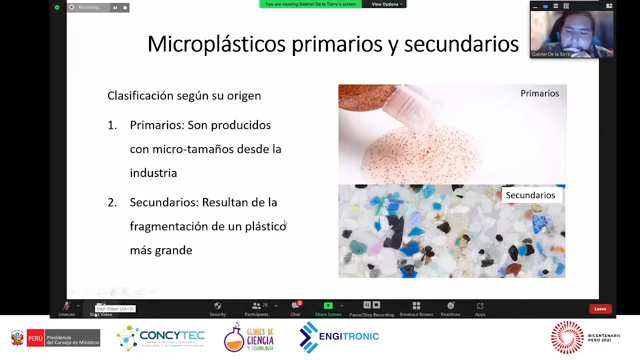 Recording...
You are viewing Gabriel De la Torre's screen
View Options
Gabriel De la Torre
Microplásticos primarios y secundarios
Clasificación según su origen
1. Primarios: Son producidos
con micro-tamaños desde la
industria
2. Secundarios: Resultan de la
fragmentación de un plástico
más grande
Primarios
Secundarios
Start Video (Alt+V)
Unmute
Start Video
Security
Participants
Chat
Share Screen
Pause/Stop Recording
Breakout Rooms
Reactions
Apps
Leave
PERÚ
Presidencia
del Consejo de Ministros
CONCYTEC
CLUBES DE
CIENCIA
Y TECNOLOGÍA
ENGITRONIC
BICENTENARIO
PERÚ 2021